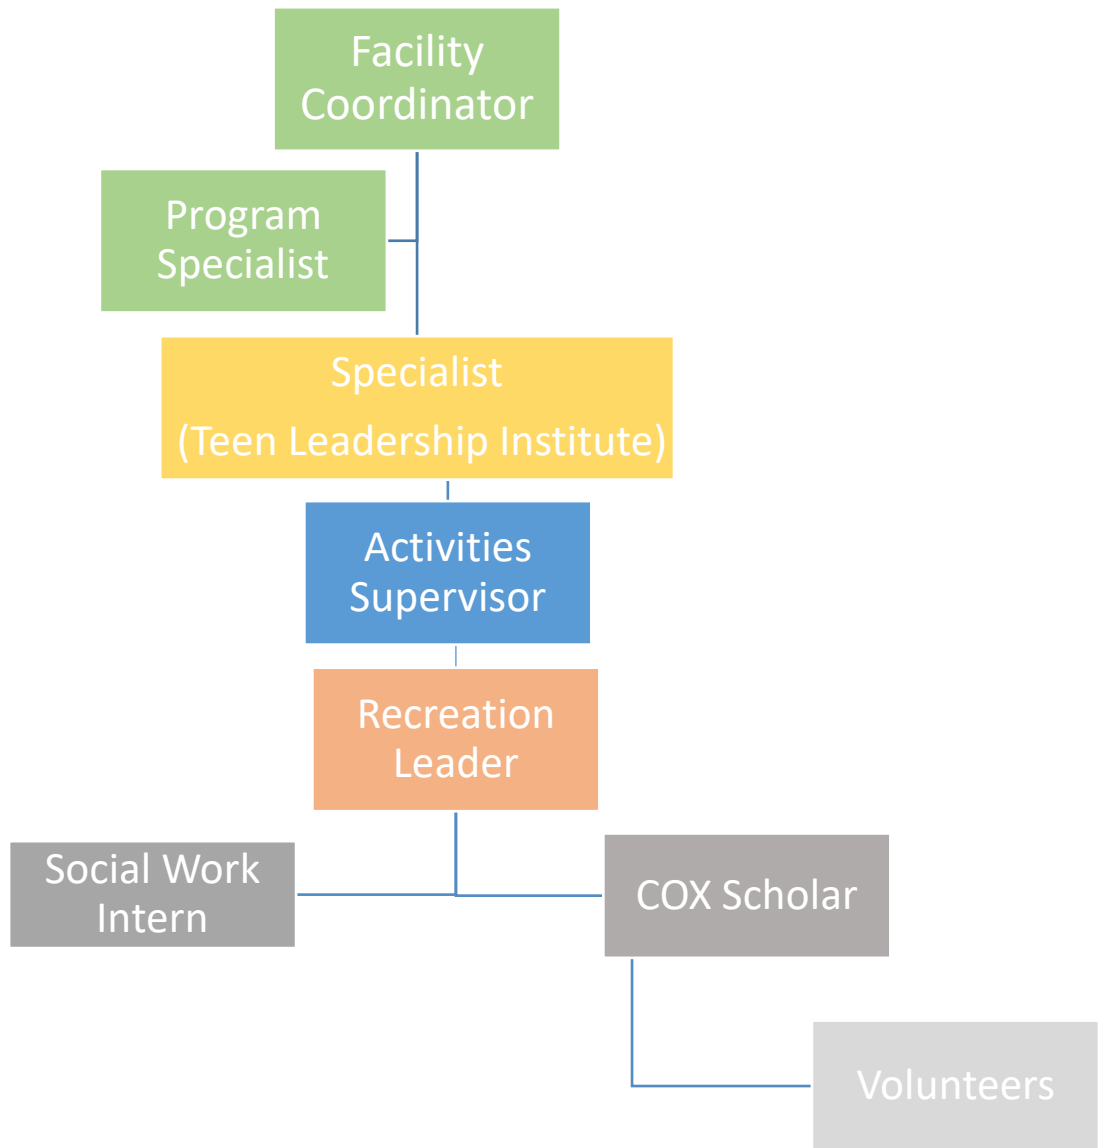 Facility
Coordinator
Program
Specialist
Specialist
(Teen Leadership Institute)
Activities
Supervisor
Recreation
Leader
Social Work
Intern
COX Scholar
Volunteers